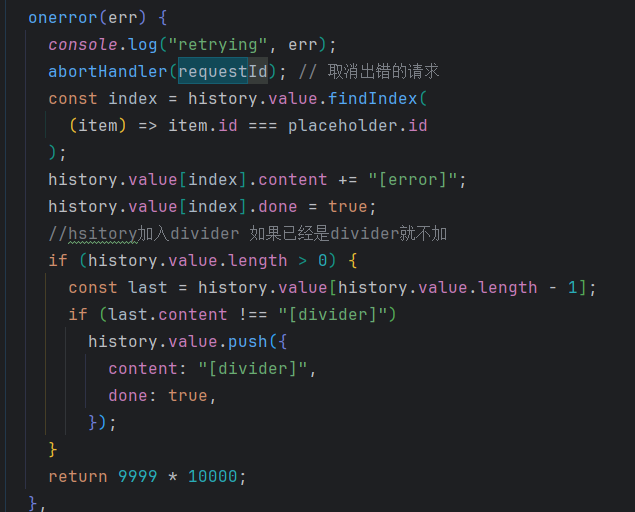 onerror(err) {
console.log("retrying", err);
abortHandler(requestId); // 取消出错的请求
const index = history.value.findIndex(
(item) => item.id === placeholder.id
);
history.value[index].content += "[error]";
history.value[index].done = true;
//hsitory加入divider 如果已经是divider就不加
if (history.value.length > 0) {
const last = history.value[history.value.length - 1];
if (last.content !== "[divider]")
history.value.push({
content: "[divider]",
done: true,
});
}
return 9999 * 10000;
},